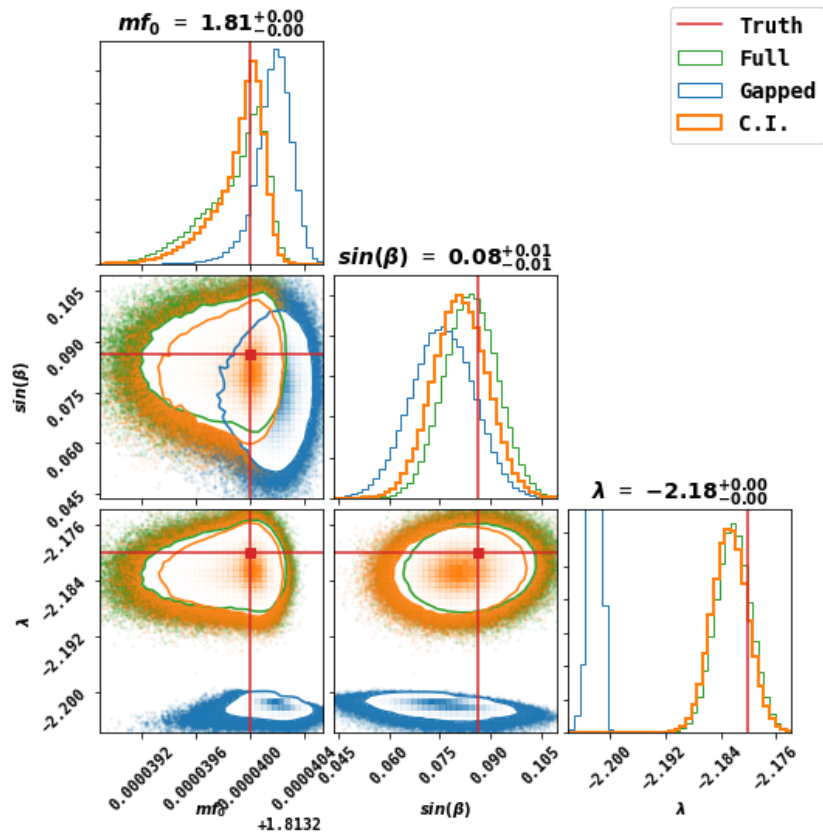 mf₀ = 1.81+0.00
-0.00
Truth
Full
Gapped
C.I.
sin(β) = 0.08+0.01
-0.01
0.105
0.090
0.075
0.060
0.045
sin(β)
λ = −2.18+0.00
-0.00
-2.176
-2.184
-2.192
-2.200
λ
0.0000392
0.0000396
0.0000400
0.0000404
mf₀
+1.8132
0.045
0.060
0.075
0.090
0.105
sin(β)
-2.200
-2.192
-2.184
-2.176
λ